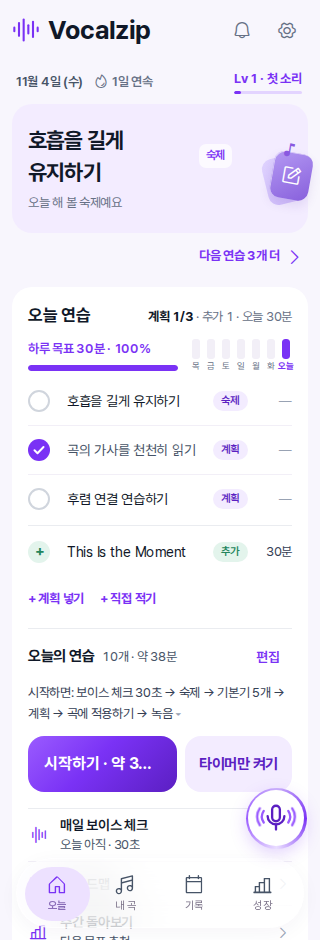 Vocalzip
11월 4일 (수) 1일 연속 Lv 1 · 첫 소리
호흡을 길게
유지하기
숙제
오늘 해 볼 숙제예요
다음 연습 3개 더
오늘 연습 계획 1/3 · 추가 1 · 오늘 30분
하루 목표 30분 · 100%
목 금 토 일 월 화 오늘
호흡을 길게 유지하기 숙제 —
곡의 가사를 천천히 읽기 계획 —
후렴 연결 연습하기 계획 —
+ This Is the Moment 추가 30분
+ 계획 넣기 + 직접 적기
오늘의 연습 10개 · 약 38분 편집
시작하면: 보이스 체크 30초 → 숙제 → 기본기 5개 →
계획 → 곡에 적용하기 → 녹음
시작하기 · 약 3... 타이머만 켜기
매일 보이스 체크
오늘 아직 · 30초
오늘 내 곡 기록 성장
주간 돌아보기